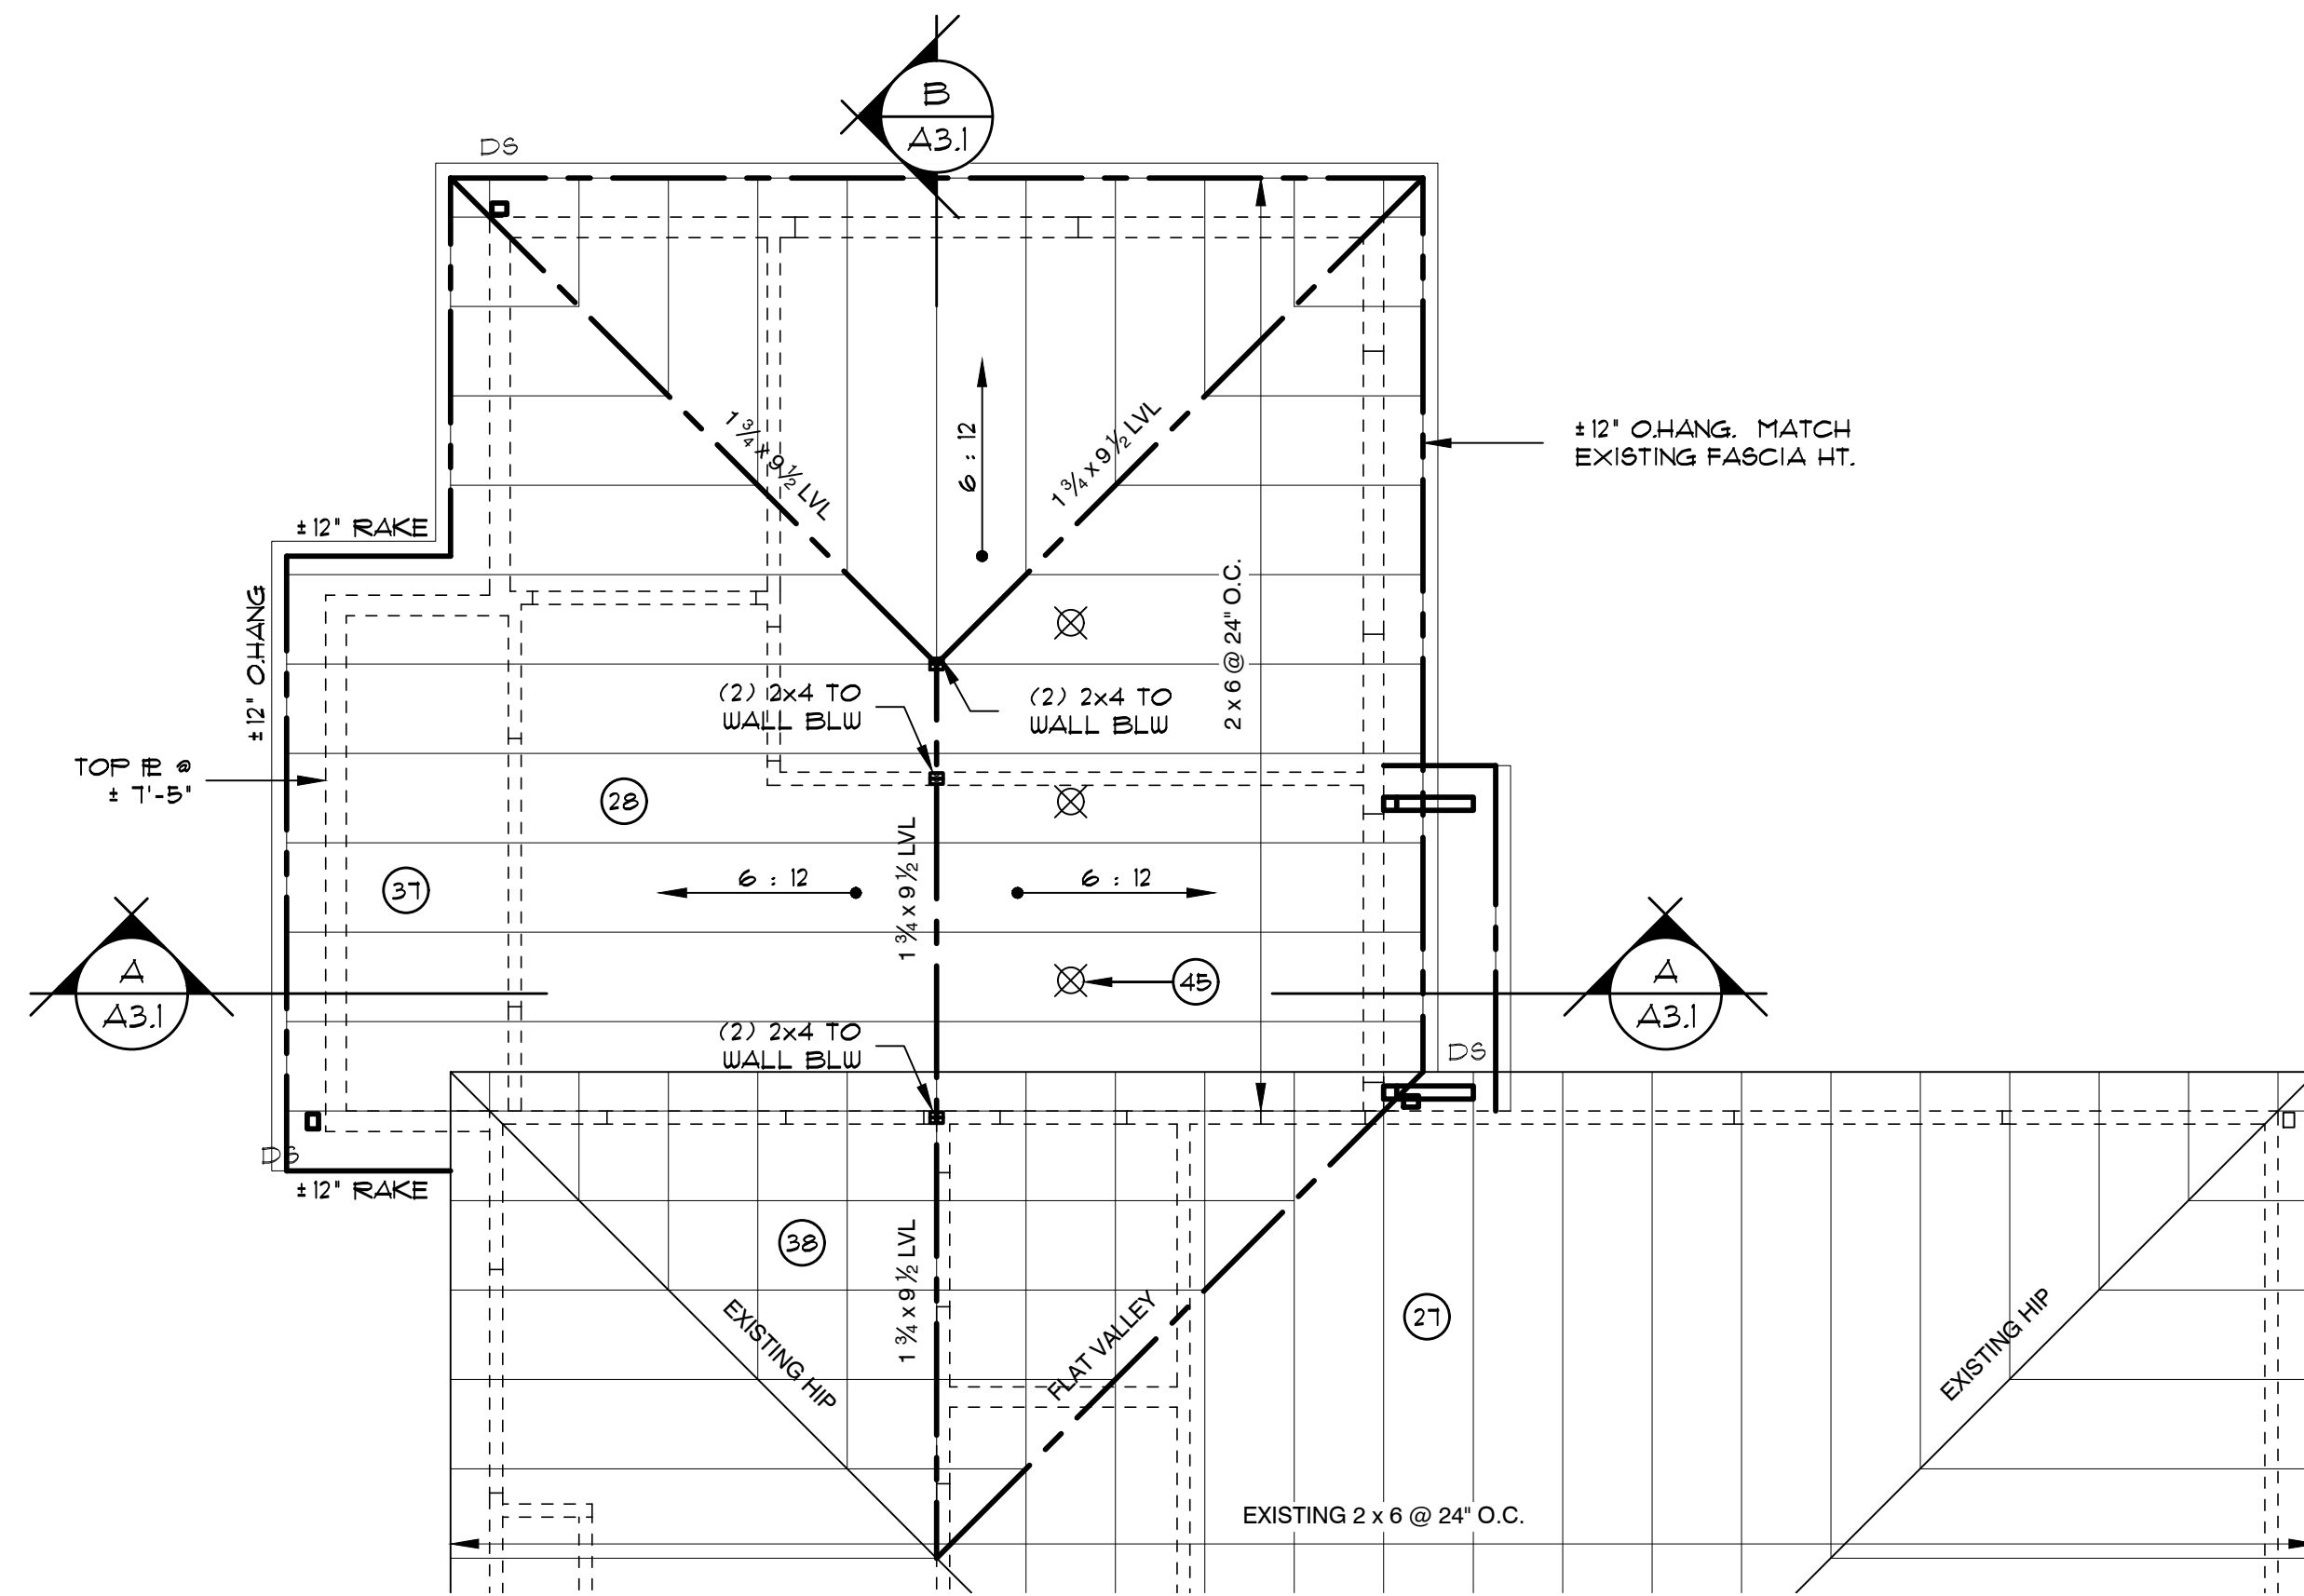 B
A3.1
DS
1 3/4 x 9 1/2 LVL
1 3/4 x 9 1/2 LVL
6 : 12
±12" O.HANG. MATCH
EXISTING FASCIA HT.
±12" RAKE
±12" O.HANG
2 x 6 @ 24" O.C.
(2) 2x4 TO
WALL BLW
(2) 2x4 TO
WALL BLW
TOP PL @
± 7'-5"
28
37
1 3/4 x 9 1/2 LVL
6 : 12
6 : 12
A
A3.1
45
A
A3.1
(2) 2x4 TO
WALL BLW
DS
DS
±12" RAKE
38
1 3/4 x 9 1/2 LVL
EXISTING HIP
FLAT VALLEY
27
EXISTING HIP
EXISTING 2 x 6 @ 24" O.C.